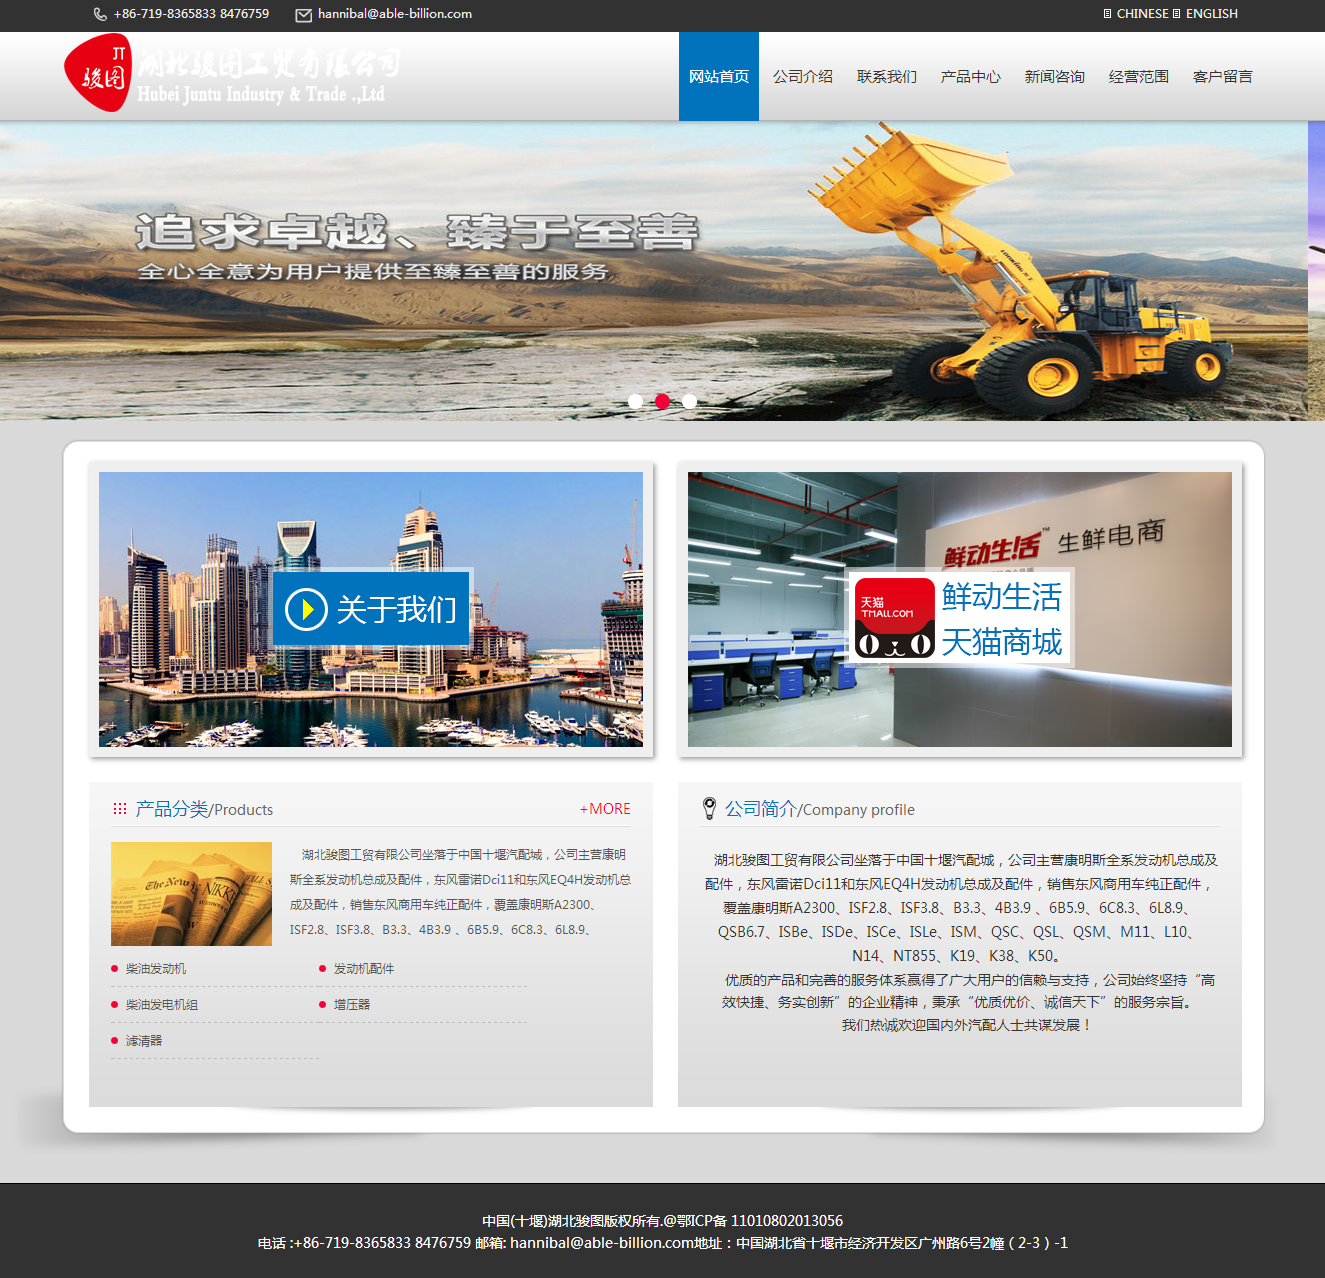 +86-719-8365833 8476759
hannibal@able-billion.com
CHINESE ENGLISH
JT
骏图
湖北骏图工贸有限公司
Hubei Juntu Industry & Trade .,Ltd
网站首页 公司介绍 联系我们 产品中心 新闻咨询 经营范围 客户留言
追求卓越、臻于至善
全心全意为用户提供至臻至善的服务
关于我们
鲜动生活™ 生鲜电商
天猫
TMALL.COM
鲜动生活
天猫商城
产品分类/Products
+MORE
The New
湖北骏图工贸有限公司坐落于中国十堰汽配城，公司主营康明
斯全系发动机总成及配件，东风雷诺Dci11和东风EQ4H发动机总
成及配件，销售东风商用车纯正配件，覆盖康明斯A2300、
ISF2.8、ISF3.8、B3.3、4B3.9 、6B5.9、6C8.3、6L8.9、
柴油发动机
发动机配件
柴油发电机组
增压器
滤清器
公司简介/Company profile
湖北骏图工贸有限公司坐落于中国十堰汽配城，公司主营康明斯全系发动机总成及
配件，东风雷诺Dci11和东风EQ4H发动机总成及配件，销售东风商用车纯正配件，
覆盖康明斯A2300、ISF2.8、ISF3.8、B3.3、4B3.9 、6B5.9、6C8.3、6L8.9、
QSB6.7、ISBe、ISDe、ISCe、ISLe、ISM、QSC、QSL、QSM、M11、L10、
N14、NT855、K19、K38、K50。
优质的产品和完善的服务体系赢得了广大用户的信赖与支持，公司始终坚持“高
效快捷、务实创新”的企业精神，秉承“优质优价、诚信天下”的服务宗旨。
我们热诚欢迎国内外汽配人士共谋发展！
中国(十堰)湖北骏图版权所有.@鄂ICP备 11010802013056
电话 :+86-719-8365833 8476759 邮箱: hannibal@able-billion.com地址：中国湖北省十堰市经济开发区广州路6号2幢（2-3）-1